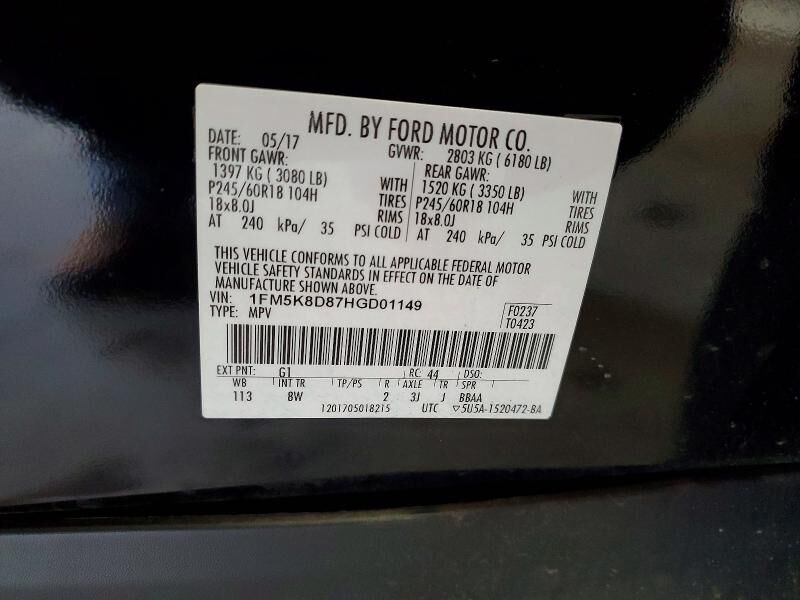 MFD. BY FORD MOTOR CO.
DATE: 05/17 GVWR: 2803 KG ( 6180 LB)
FRONT GAWR: REAR GAWR:
1397 KG ( 3080 LB) WITH 1520 KG ( 3350 LB) WITH
P245/60R18 104H TIRES P245/60R18 104H TIRES
18x8.0J RIMS 18x8.0J RIMS
AT 240 kPa/ 35 PSI COLD AT 240 kPa/ 35 PSI COLD
THIS VEHICLE CONFORMS TO ALL APPLICABLE FEDERAL MOTOR
VEHICLE SAFETY STANDARDS IN EFFECT ON THE DATE OF
MANUFACTURE SHOWN ABOVE.
VIN: 1FM5K8D87HGD01149 F0237
TYPE: MPV T0423
EXT PNT: G1 RC: 44 DSO:
WB INT TR TP/PS R AXLE TR SPR
113 8W 2 3J J BBAA
1201705018215 UTC ▽5U5A-1520472-BA